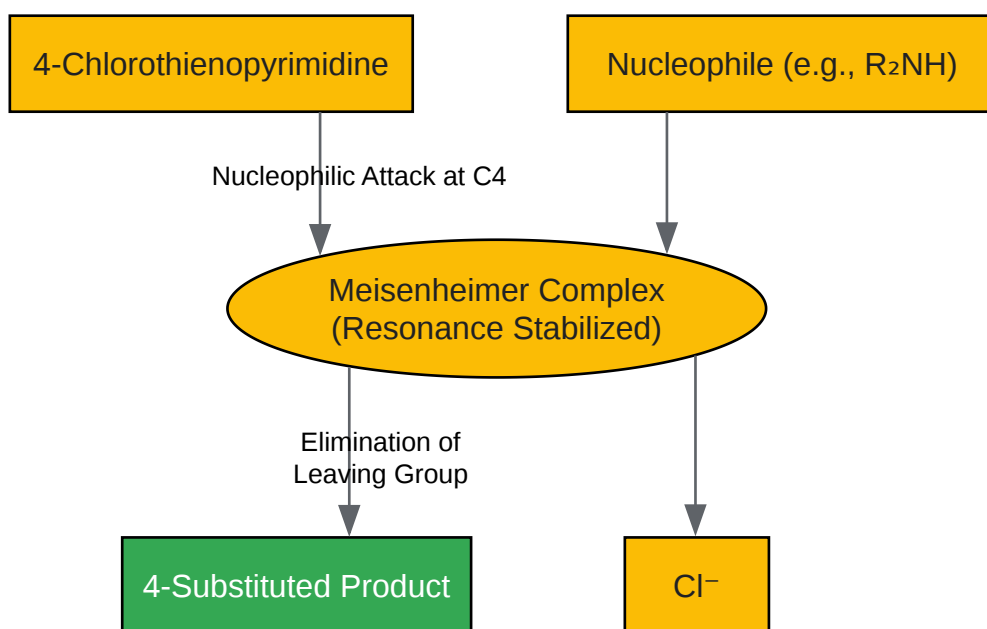 4-Chlorothienopyrimidine
Nucleophile (e.g., R₂NH)
Nucleophilic Attack at C4
Meisenheimer Complex
(Resonance Stabilized)
Elimination of
Leaving Group
4-Substituted Product
Cl⁻